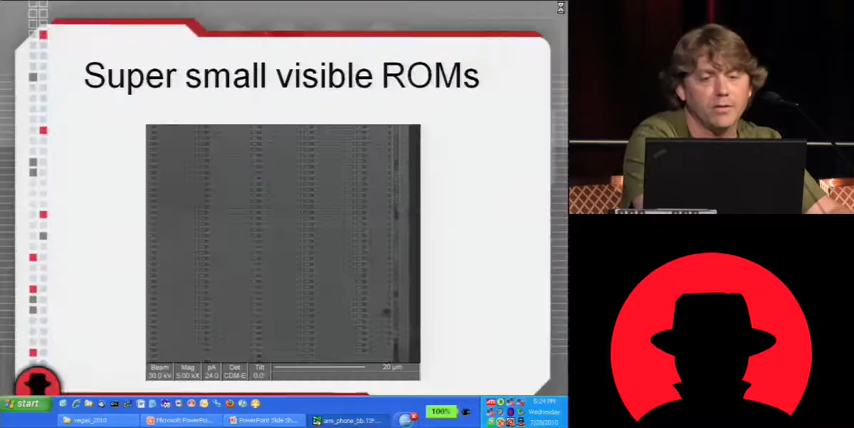 Super small visible ROMs
Beam Mag pA Det Tilt
30.0 kV 5.00 kX 24.0 CDM-E 0.0° 20 µm
start
vegas_2010
Microsoft PowerPoi...
PowerPoint Slide Sh...
arm_phone_bb.TIF...
100%
5:24 PM
Wednesday
7/28/2010